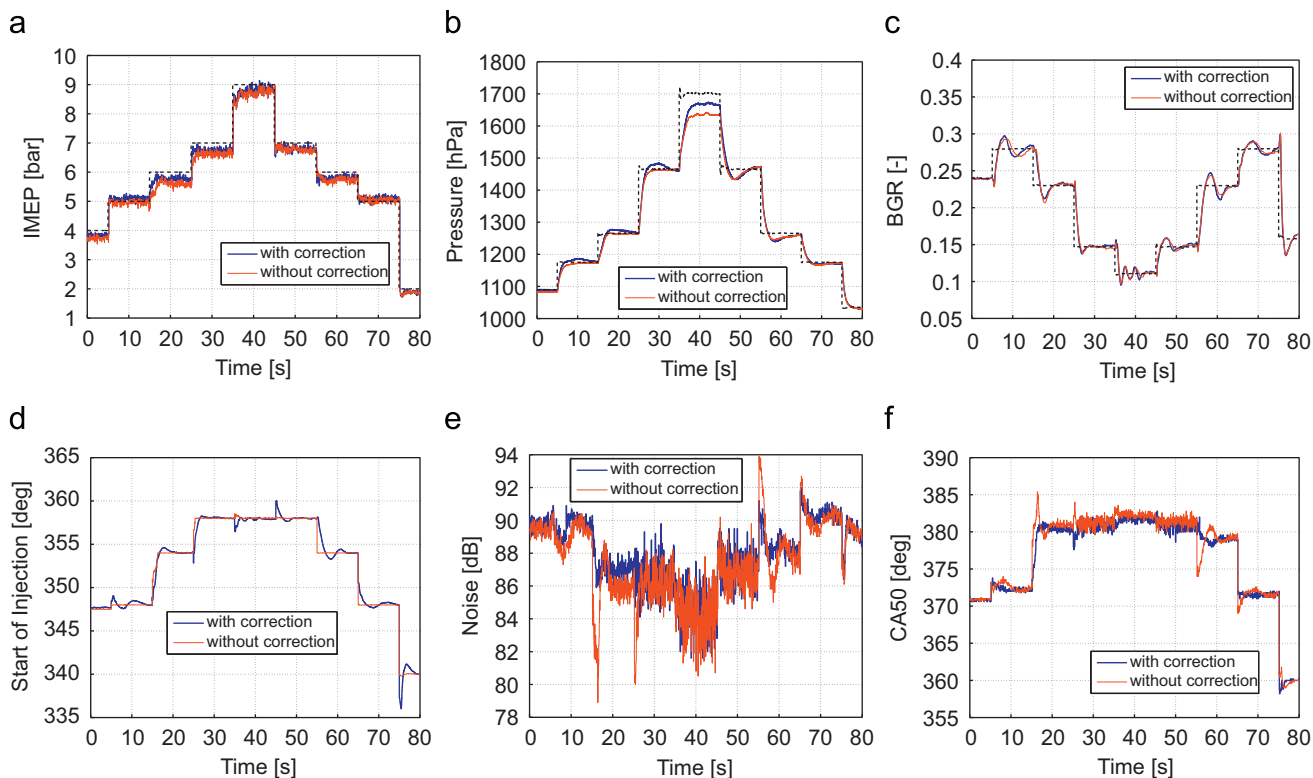 a
IMEP [bar]
10
9
8
7
6
5
4
3
2
1
with correction
without correction
0 10 20 30 40 50 60 70 80
Time [s]
b
Pressure [hPa]
1800
1700
1600
1500
1400
1300
1200
1100
1000
with correction
without correction
0 10 20 30 40 50 60 70 80
Time [s]
c
BGR [-]
0.4
0.35
0.3
0.25
0.2
0.15
0.1
0.05
with correction
without correction
0 10 20 30 40 50 60 70 80
Time [s]
d
Start of Injection [deg]
365
360
355
350
345
340
335
with correction
without correction
0 10 20 30 40 50 60 70 80
Time [s]
e
Noise [dB]
94
92
90
88
86
84
82
80
78
with correction
without correction
0 10 20 30 40 50 60 70 80
Time [s]
f
CA50 [deg]
390
385
380
375
370
365
360
355
with correction
without correction
0 10 20 30 40 50 60 70 80
Time [s]